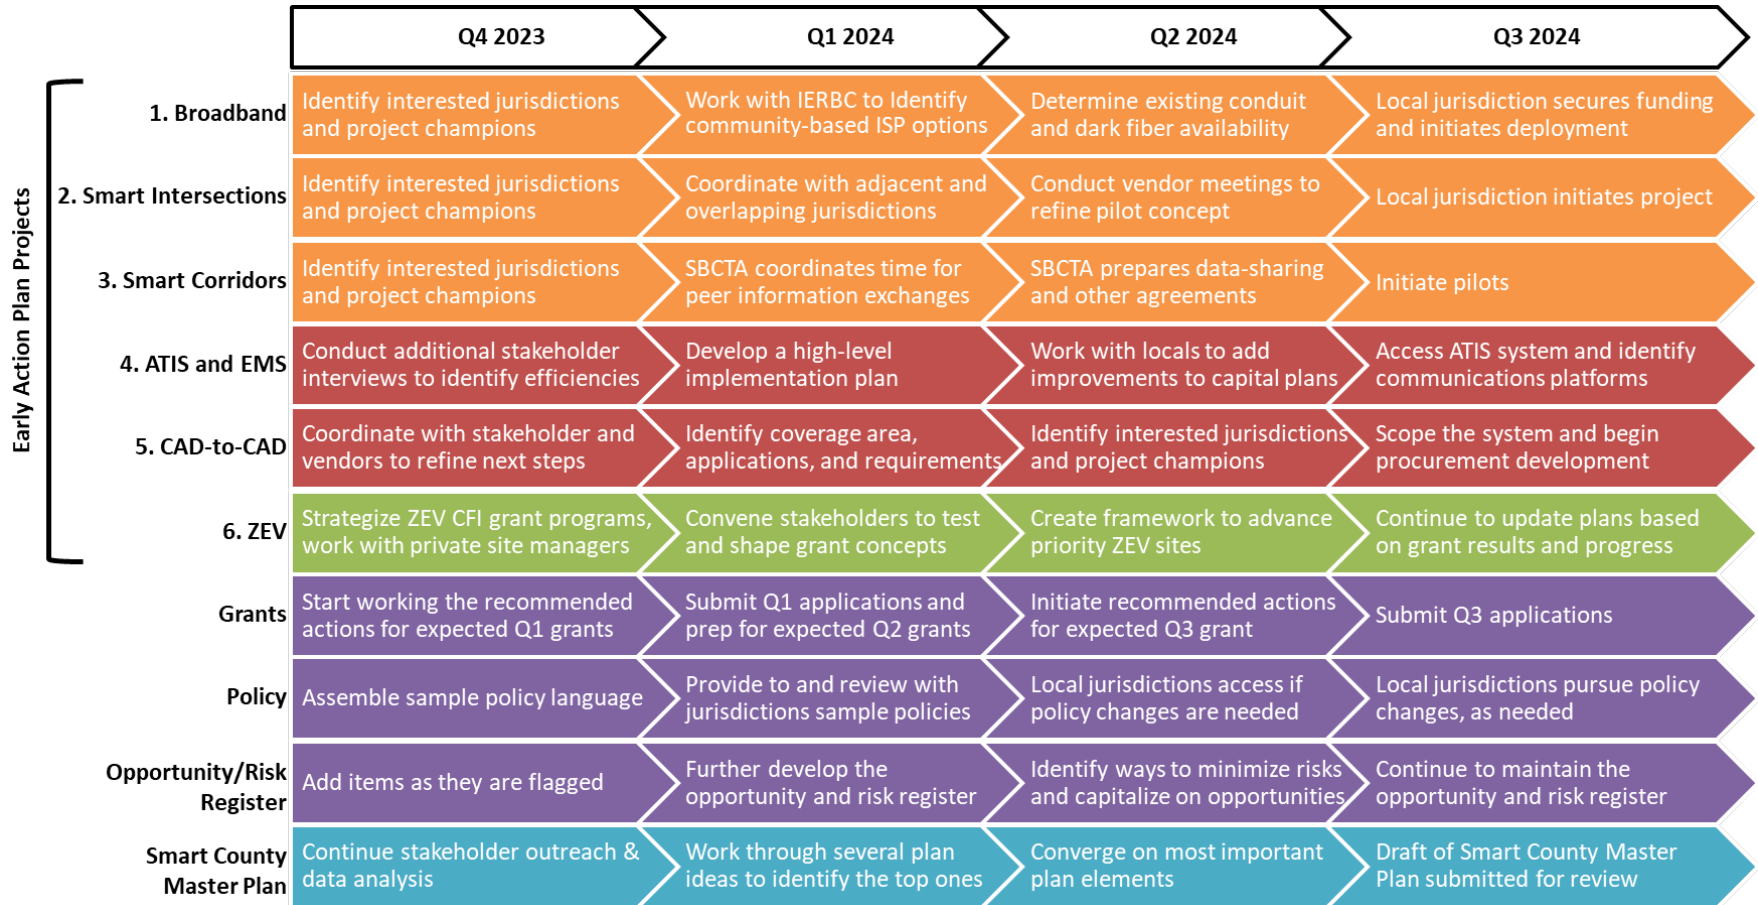 Q4 2023
Q1 2024
Q2 2024
Q3 2024
Early Action Plan Projects
1. Broadband
Identify interested jurisdictions
and project champions
Work with IERBC to Identify
community-based ISP options
Determine existing conduit
and dark fiber availability
Local jurisdiction secures funding
and initiates deployment
2. Smart Intersections
Identify interested jurisdictions
and project champions
Coordinate with adjacent and
overlapping jurisdictions
Conduct vendor meetings to
refine pilot concept
Local jurisdiction initiates project
3. Smart Corridors
Identify interested jurisdictions
and project champions
SBCTA coordinates time for
peer information exchanges
SBCTA prepares data-sharing
and other agreements
Initiate pilots
4. ATIS and EMS
Conduct additional stakeholder
interviews to identify efficiencies
Develop a high-level
implementation plan
Work with locals to add
improvements to capital plans
Access ATIS system and identify
communications platforms
5. CAD-to-CAD
Coordinate with stakeholder and
vendors to refine next steps
Identify coverage area,
applications, and requirements
Identify interested jurisdictions
and project champions
Scope the system and begin
procurement development
6. ZEV
Strategize ZEV CFI grant programs,
work with private site managers
Convene stakeholders to test
and shape grant concepts
Create framework to advance
priority ZEV sites
Continue to update plans based
on grant results and progress
Grants
Start working the recommended
actions for expected Q1 grants
Submit Q1 applications and
prep for expected Q2 grants
Initiate recommended actions
for expected Q3 grant
Submit Q3 applications
Policy
Assemble sample policy language
Provide to and review with
jurisdictions sample policies
Local jurisdictions access if
policy changes are needed
Local jurisdictions pursue policy
changes, as needed
Opportunity/Risk
Register
Add items as they are flagged
Further develop the
opportunity and risk register
Identify ways to minimize risks
and capitalize on opportunities
Continue to maintain the
opportunity and risk register
Smart County
Master Plan
Continue stakeholder outreach &
data analysis
Work through several plan
ideas to identify the top ones
Converge on most important
plan elements
Draft of Smart County Master
Plan submitted for review